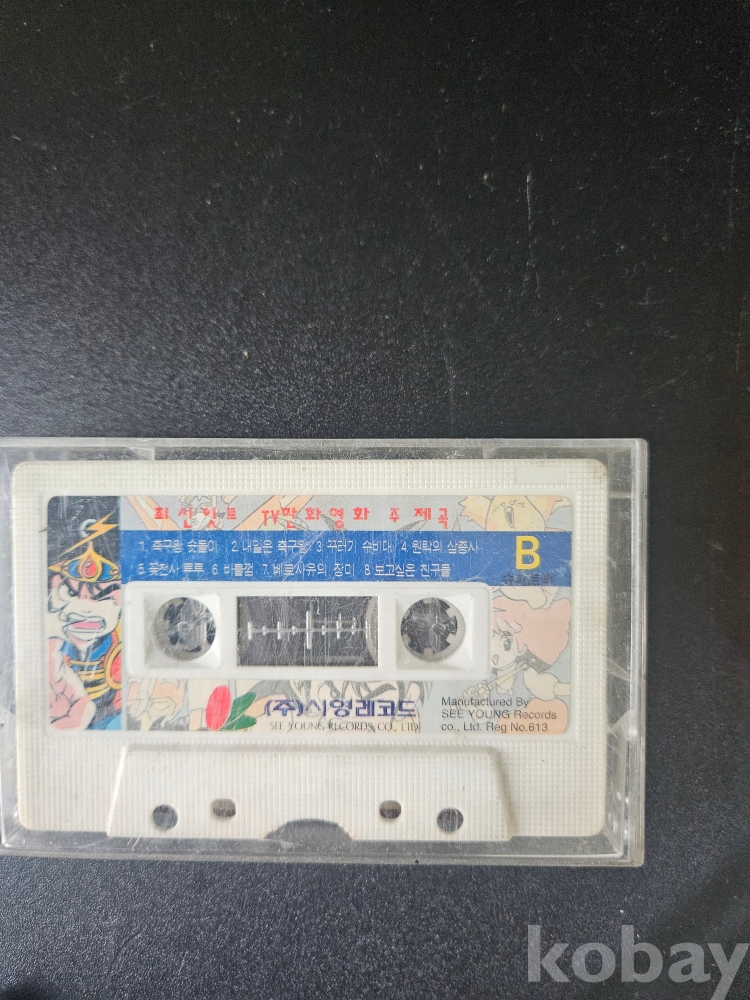 최신힛트 TV만화영화 주제곡
1. 축구왕 슛돌이 2. 내일은 축구왕 3. 꾸러기 수비대 4. 원탁의 삼총사
5. 꽃천사 루루 6. 바틀껌 7. 베르사유의 장미 8. 보고싶은 친구들
B
(주)시영레코드
SEE YOUNG RECORDS CO., LTD
Manufactured By
SEE YOUNG Records
co., Ltd. Reg No.613
kobay